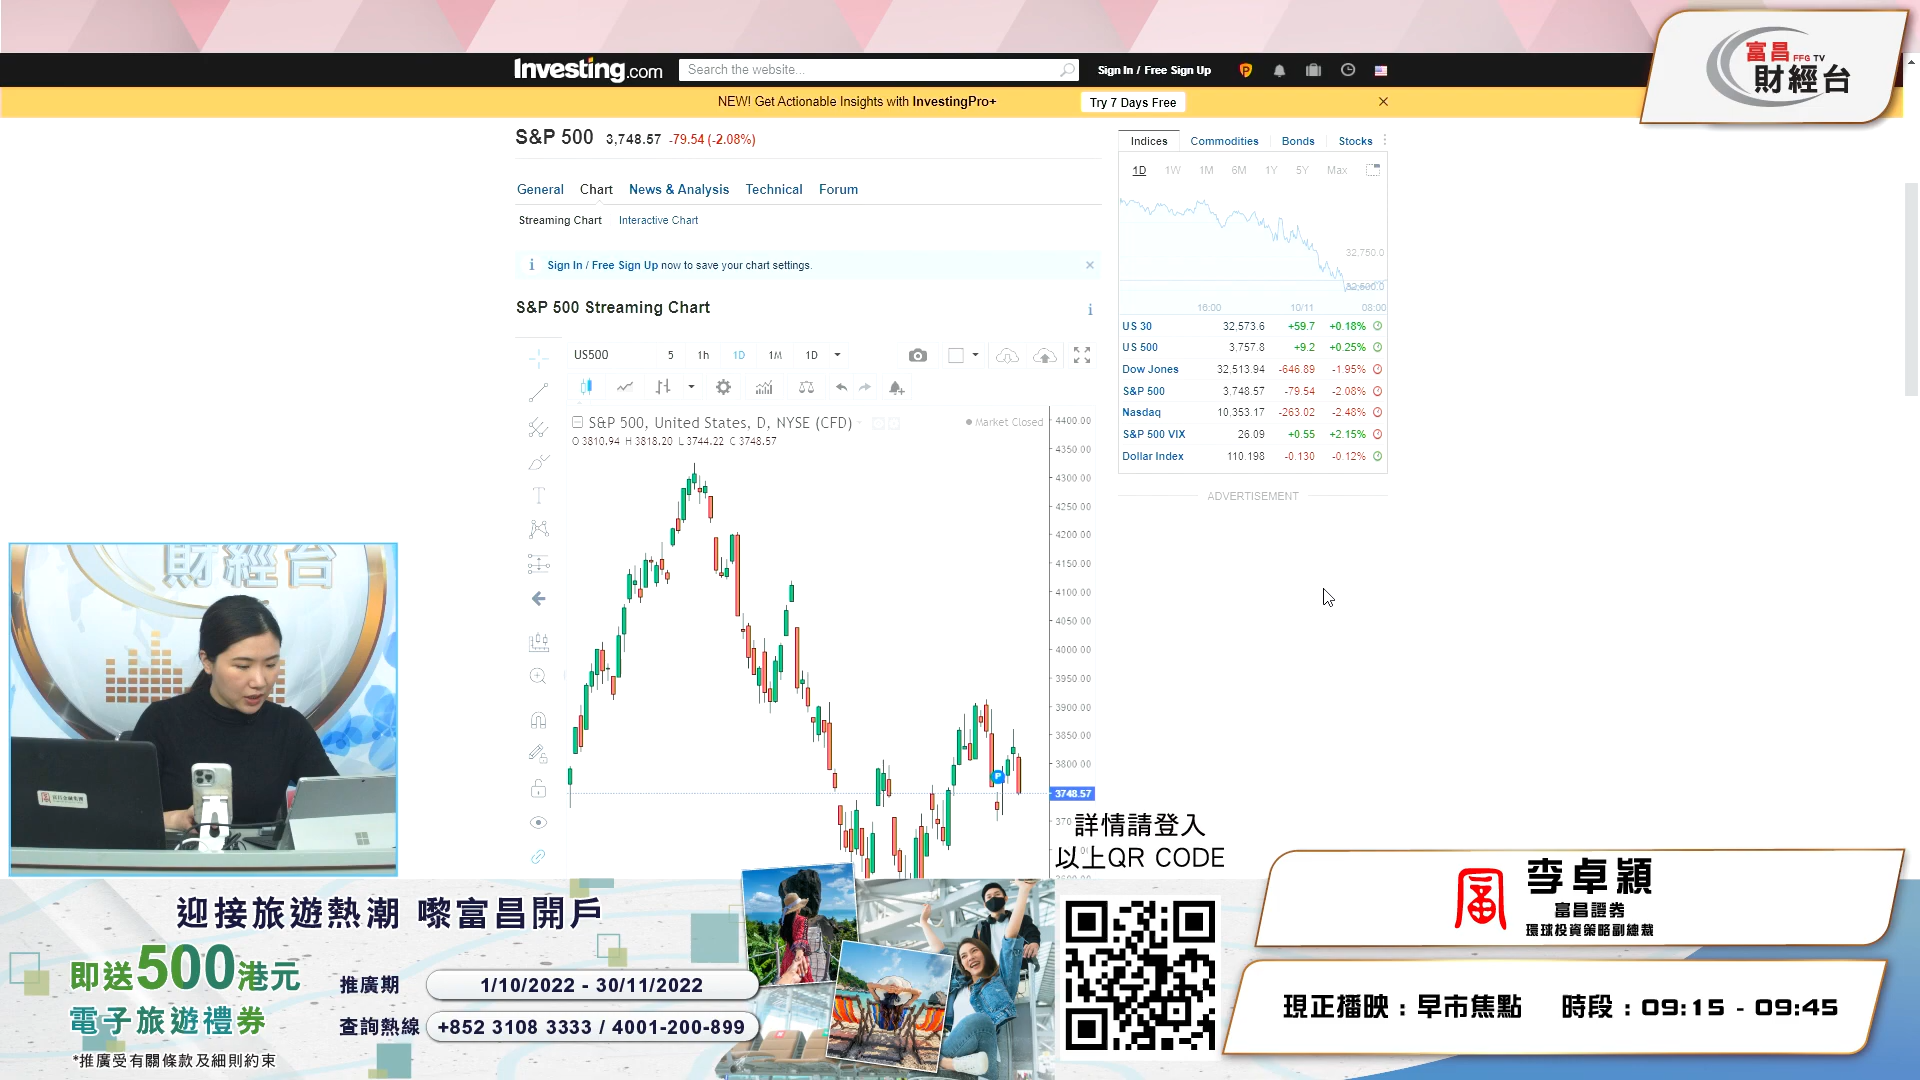 Investing.com
Search the website...
Sign In / Free Sign Up
富昌 FFG TV
財經台
NEW! Get Actionable Insights with InvestingPro+
Try 7 Days Free
S&P 500 3,748.57 -79.54 (-2.08%)
General Chart News & Analysis Technical Forum
Streaming Chart Interactive Chart
Sign In / Free Sign Up now to save your chart settings.
S&P 500 Streaming Chart
US500 5 1h 1D 1M 1D
S&P 500, United States, D, NYSE (CFD)
Market Closed
O 3810.94 H 3818.20 L 3744.22 C 3748.57
4400.00
4350.00
4300.00
4250.00
4200.00
4150.00
4100.00
4050.00
4000.00
3950.00
3900.00
3850.00
3800.00
3748.57
Indices Commodities Bonds Stocks
1D 1W 1M 6M 1Y 5Y Max
32,750.0
32,500.0
16:00 10/11 08:00
US 30 32,573.6 +59.7 +0.18%
US 500 3,757.8 +9.2 +0.25%
Dow Jones 32,513.94 -646.89 -1.95%
S&P 500 3,748.57 -79.54 -2.08%
Nasdaq 10,353.17 -263.02 -2.48%
S&P 500 VIX 26.09 +0.55 +2.15%
Dollar Index 110.198 -0.130 -0.12%
ADVERTISEMENT
財經台
詳情請登入
以上QR CODE
迎接旅遊熱潮 嚟富昌開戶
即送500港元
電子旅遊禮券
*推廣受有關條款及細則約束
推廣期 1/10/2022 - 30/11/2022
查詢熱線 +852 3108 3333 / 4001-200-899
李卓穎
富昌證券
環球投資策略副總裁
現正播映：早市焦點 時段：09:15 - 09:45